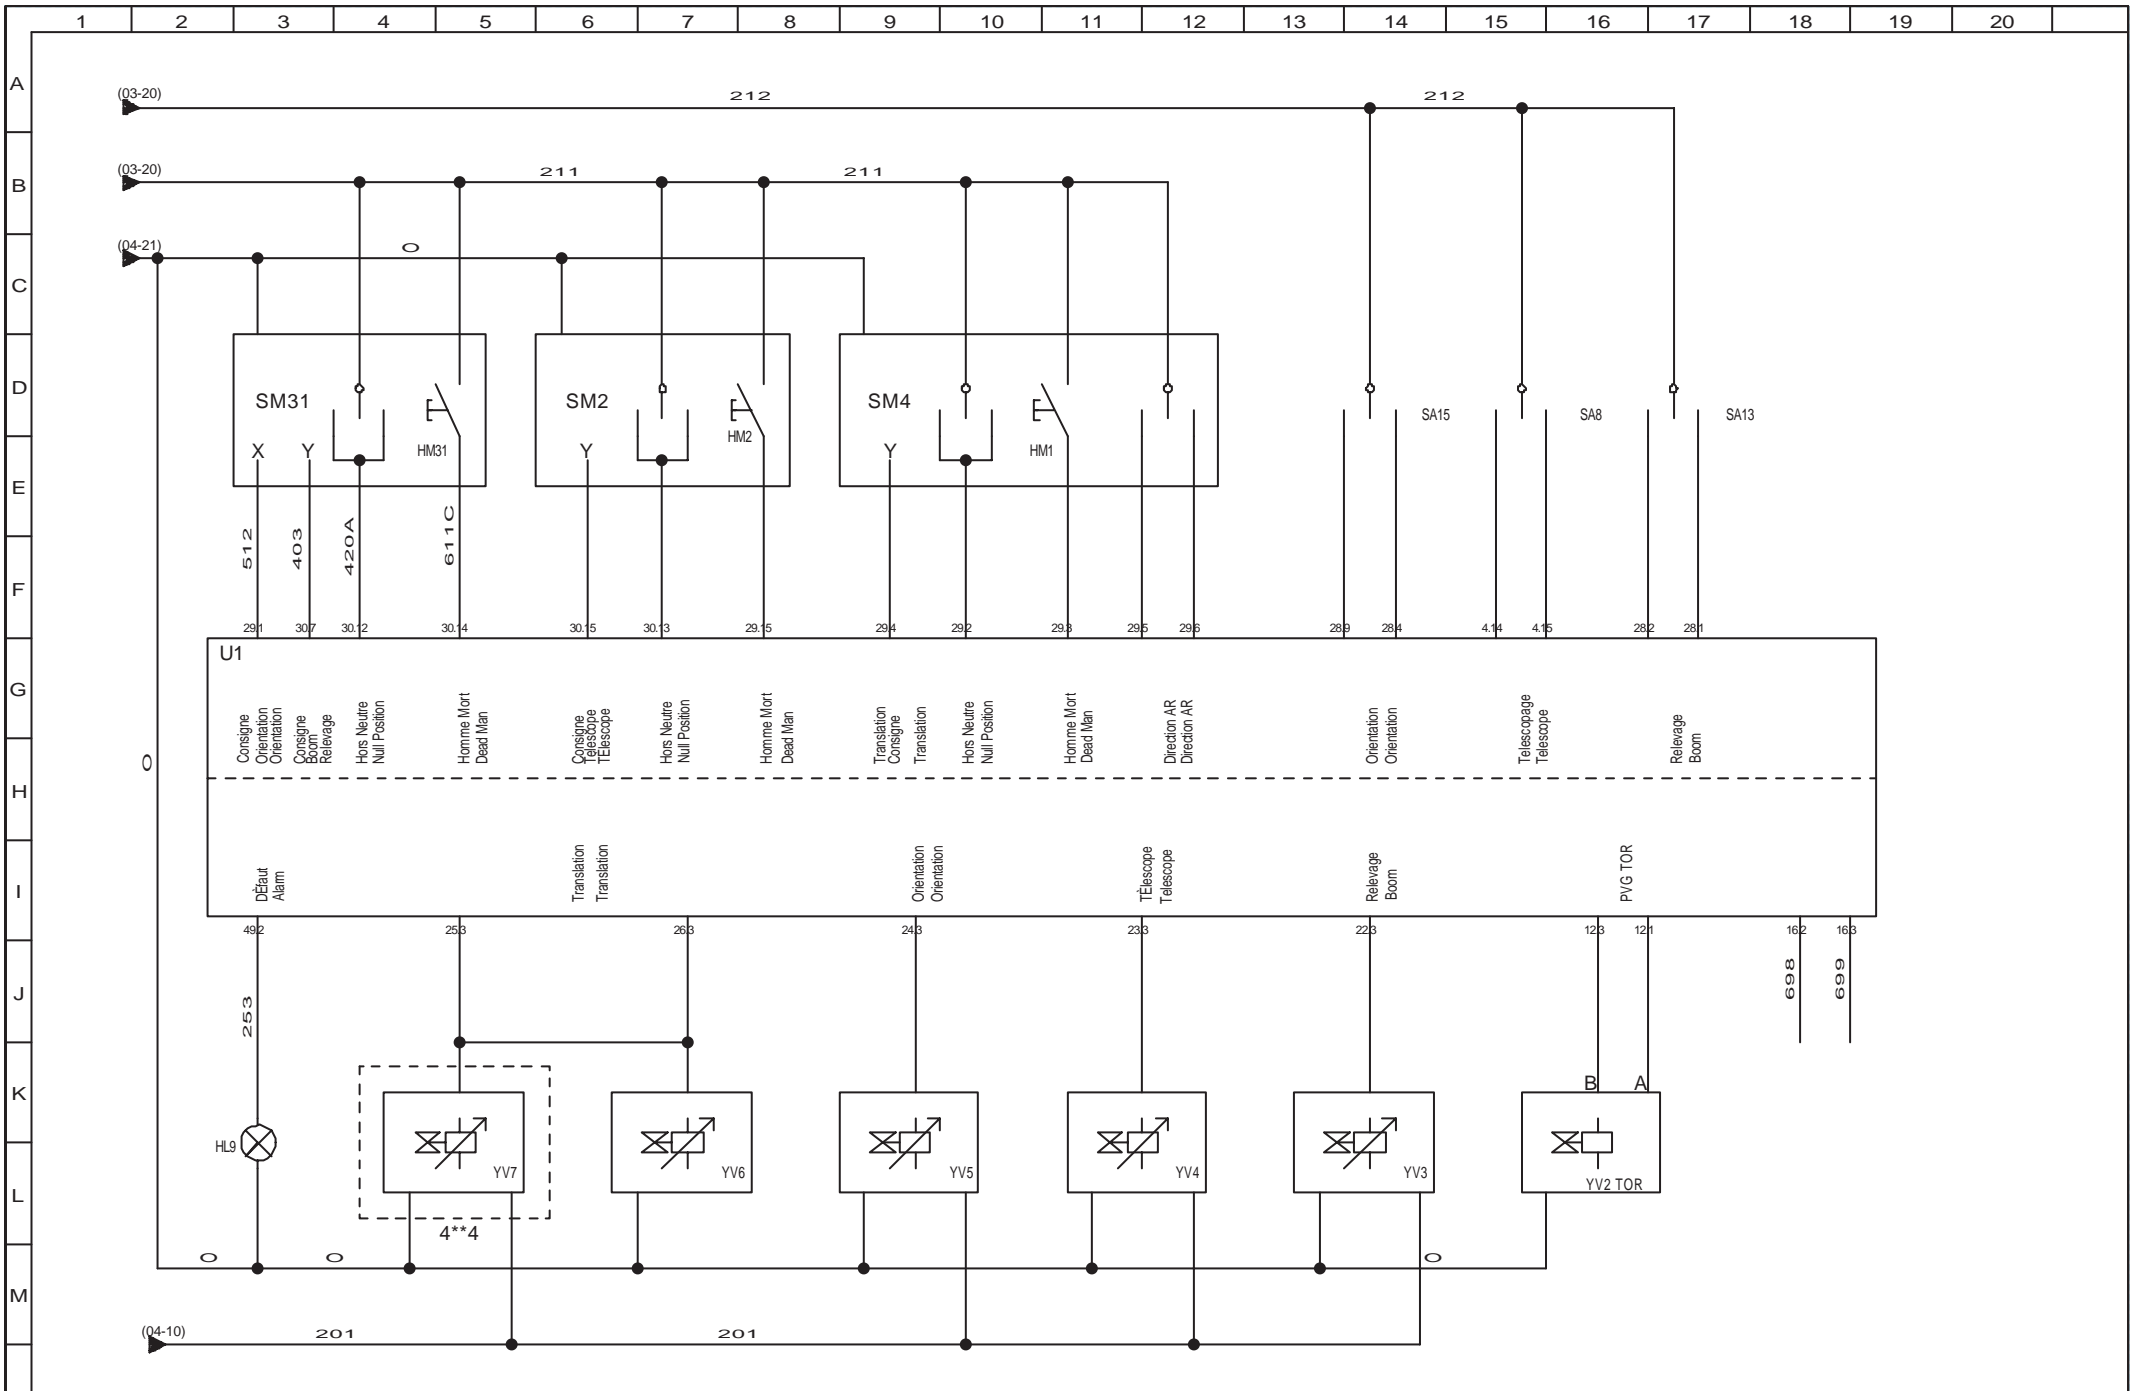 1 2 3 4 5 6 7 8 9 10 11 12 13 14 15 16 17 18 19 20
A
(03-20)
212
212
B
(03-20)
211
211
C
(04-21)
0
D
SM31
SM2
SM4
SA15
SA8
SA13
HM31
HM2
HM1
X
Y
Y
Y
E
512
403
420A
611C
F
29.1
30.7
30.12
30.14
30.15
30.13
29.15
29.4
29.2
29.3
29.5
29.6
28.9
28.4
4.14
4.15
28.2
28.1
U1
G
Consigne
Orientation
Orientation
Consigne
Boom
Relevage
Hors Neutre
Null Position
Homme Mort
Dead Man
Consigne
Telescope
TÈlescope
Hors Neutre
Null Position
Homme Mort
Dead Man
Translation
Consigne
Translation
Hors Neutre
Null Position
Homme Mort
Dead Man
Direction AR
Direction AR
Orientation
Orientation
Telescopage
Telescope
Relevage
Boom
0
H
I
DÈfaut
Alarm
Translation
Translation
Orientation
Orientation
TÈlescope
Telescope
Relevage
Boom
PVG TOR
49.2
25.3
26.3
24.3
23.3
22.3
12.3
12.1
16.2
16.3
J
253
698
699
K
B
A
HL9
YV7
YV6
YV5
YV4
YV3
YV2 TOR
L
4**4
0
0
0
M
(04-10)
201
201